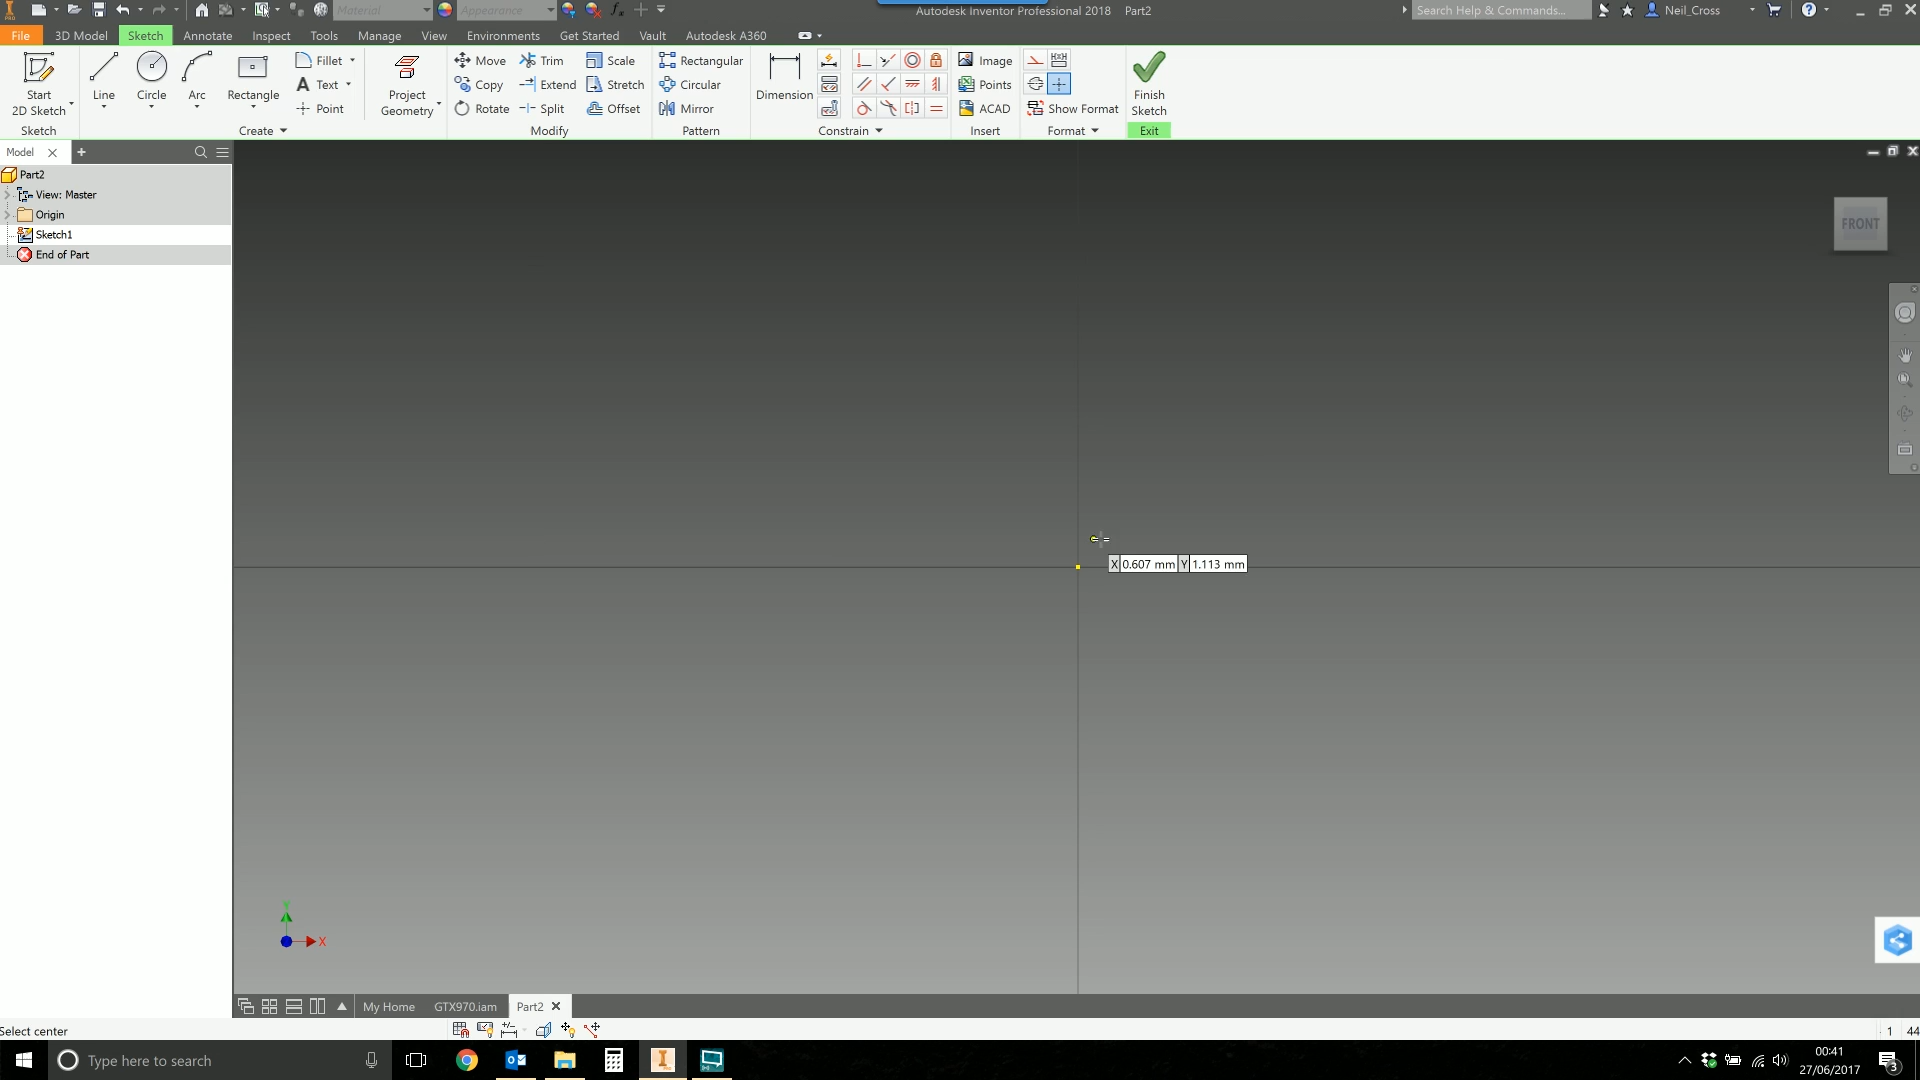 Material
Appearance
Autodesk Inventor Professional 2018 Part2
Search Help & Commands...
Neil_Cross
File 3D Model Sketch Annotate Inspect Tools Manage View Environments Get Started Vault Autodesk A360
Start
2D Sketch
Line
Circle
Arc
Rectangle
Fillet
Text
Point
Project
Geometry
Move
Copy
Rotate
Trim
Extend
Split
Scale
Stretch
Offset
Rectangular
Circular
Mirror
Dimension
Image
Points
ACAD
Show Format
Finish
Sketch
Sketch Create Modify Pattern Constrain Insert Format Exit
Model
Part2
View: Master
Origin
Sketch1
End of Part
FRONT
X 0.607 mm Y 1.113 mm
Y
X
My Home GTX970.iam Part2
Select center
1 44
Type here to search
00:41
27/06/2017
3